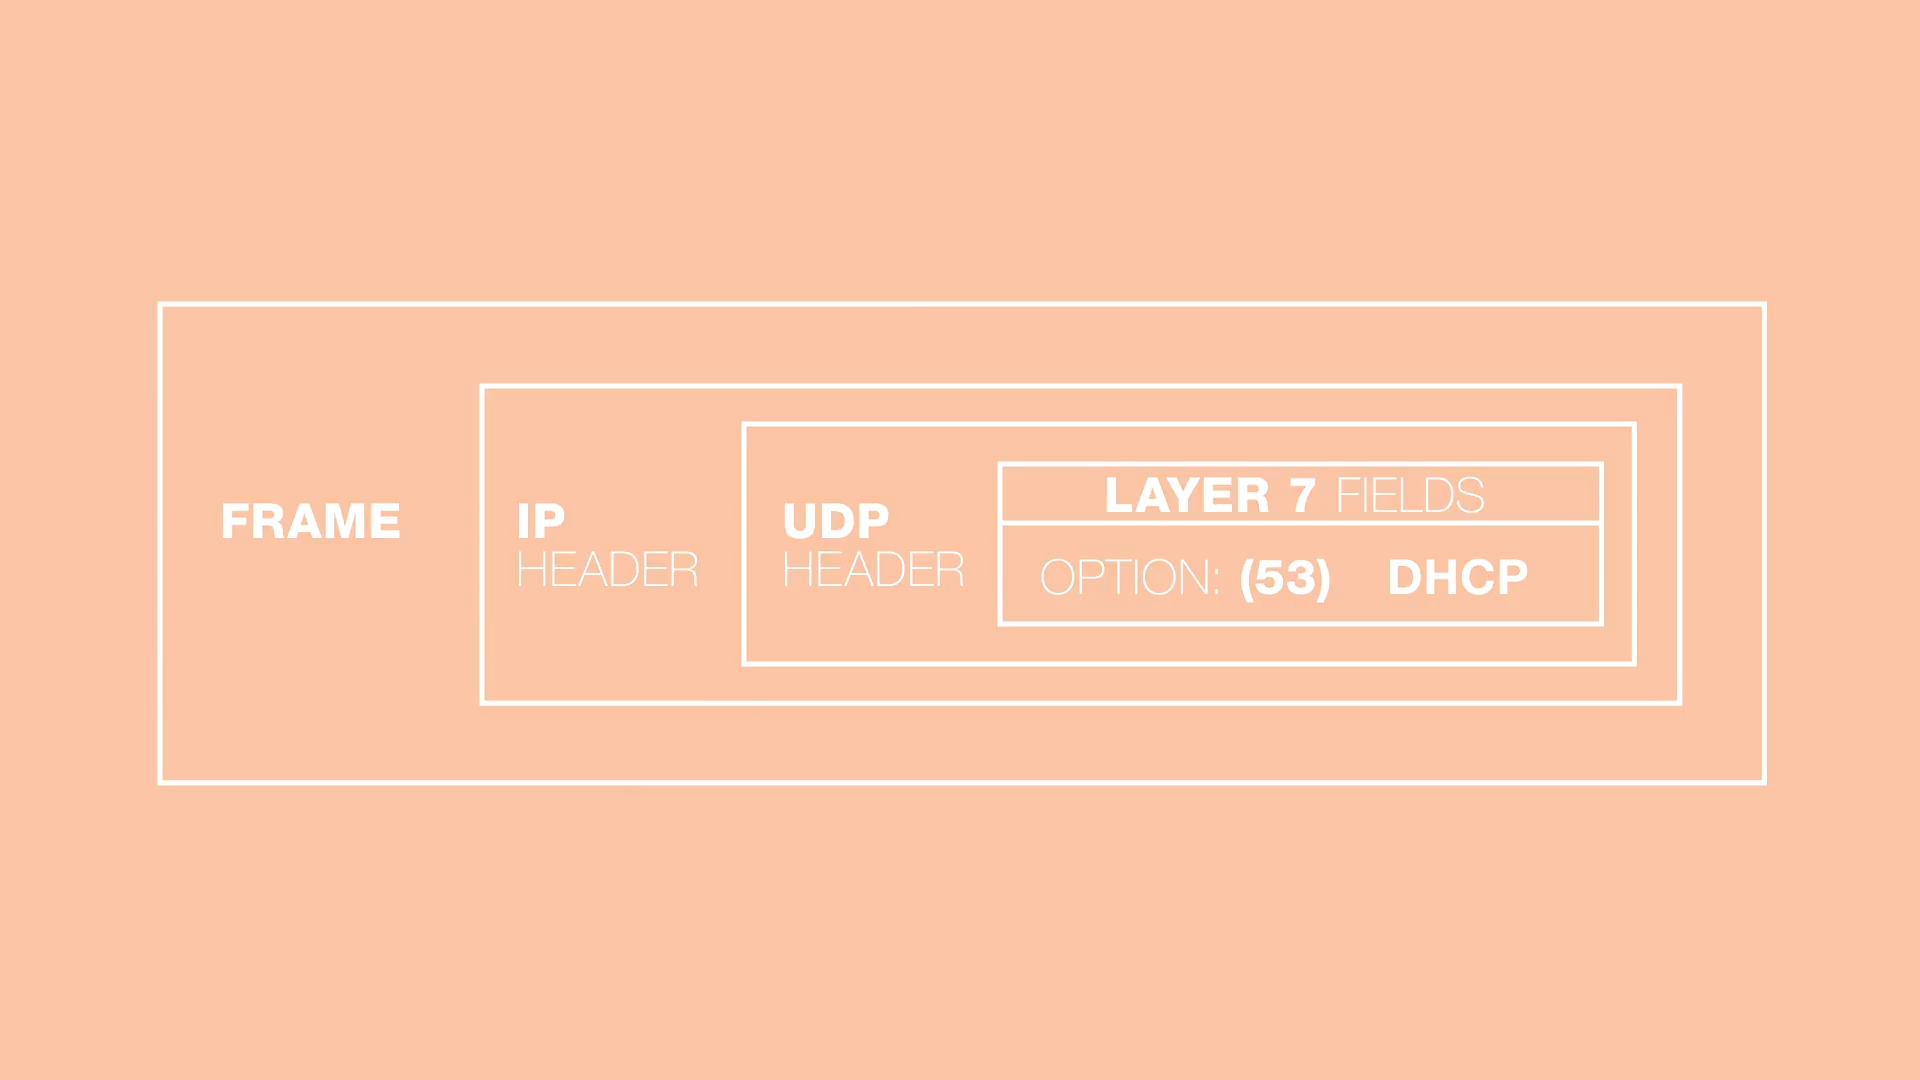 FRAME
IP
HEADER
UDP
HEADER
LAYER 7 FIELDS
OPTION: (53) DHCP